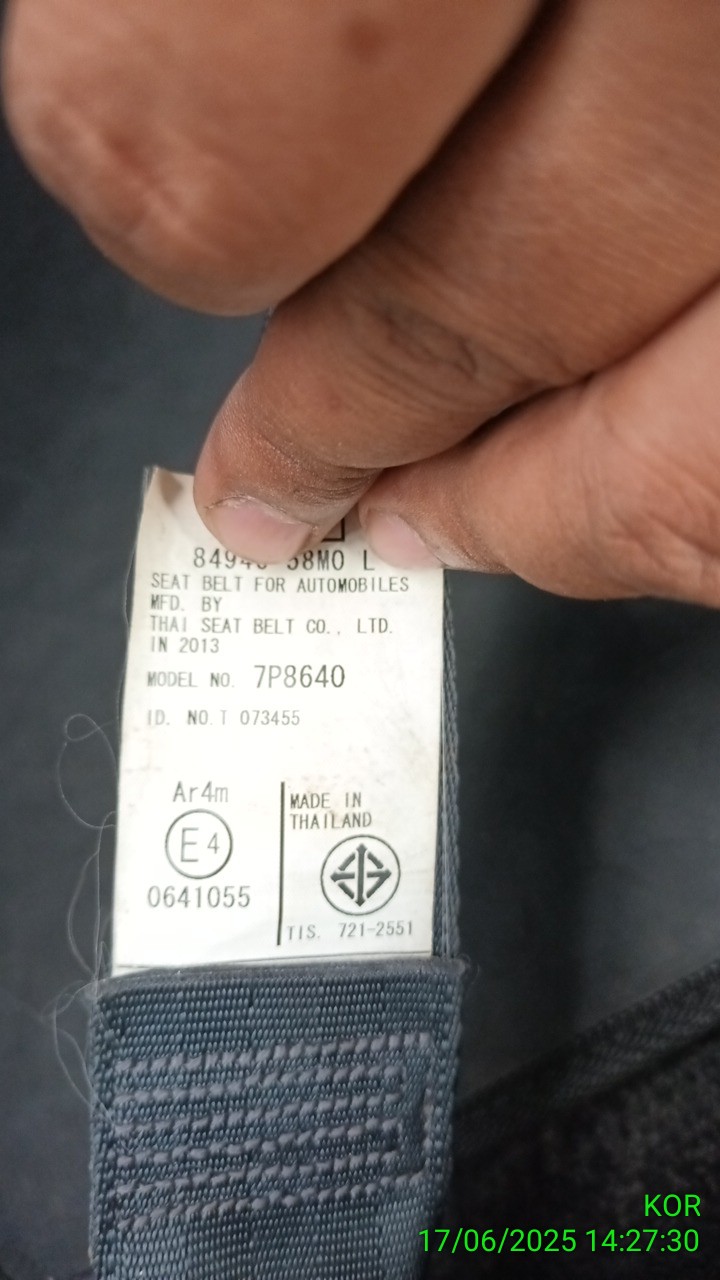 58M0 L
SEAT BELT FOR AUTOMOBILES
MFD. BY
THAI SEAT BELT CO., LTD.
IN 2013
MODEL NO. 7P8640
ID. NO.T 073455
Ar4m
E4
0641055
MADE IN
THAILAND
TIS. 721-2551
KOR
17/06/2025 14:27:30